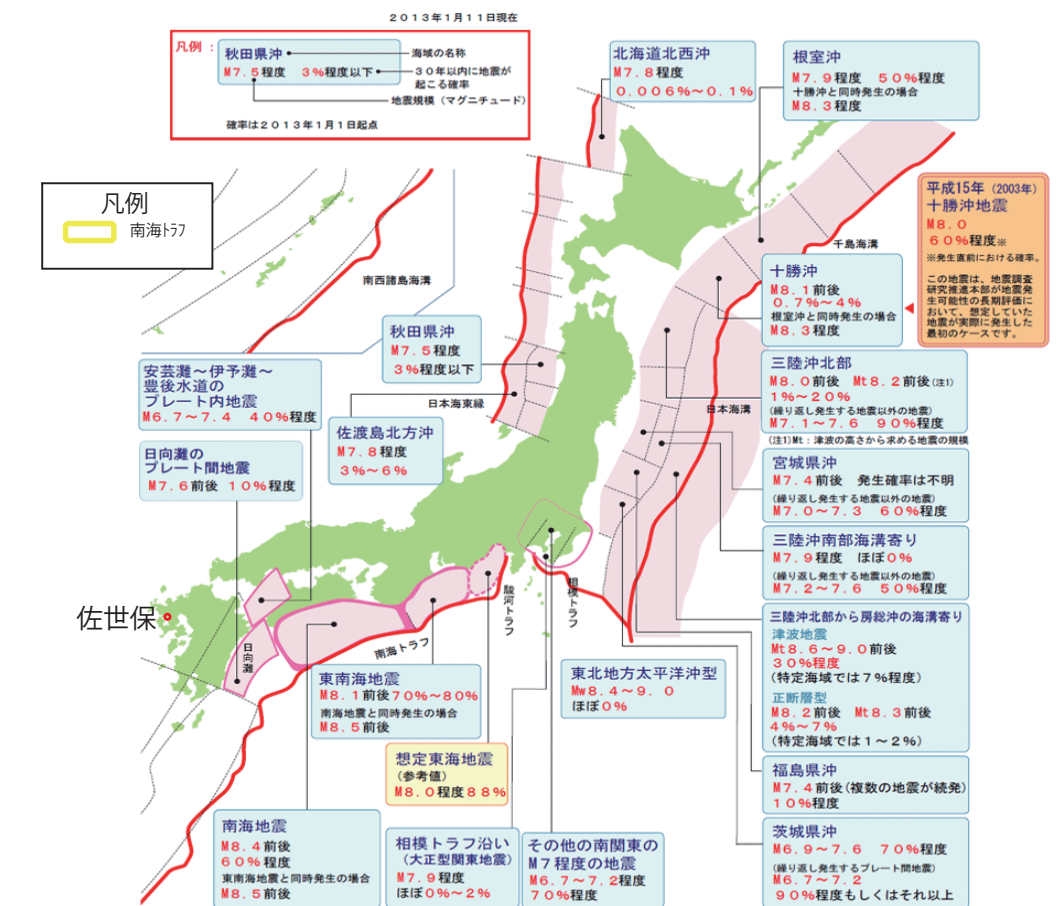 2013年1月11日現在
凡例：
秋田県沖
M7.5程度　3%程度以下
海域の名称
30年以内に地震が
起こる確率
地震規模（マグニチュード）
確率は2013年1月1日起点
凡例
南海ﾄﾗﾌ
北海道北西沖
M7.8程度
0.006%～0.1%
根室沖
M7.9程度　50%程度
十勝沖と同時発生の場合
M8.3程度
平成15年（2003年）
十勝沖地震
M8.0
60%程度※
※発生直前における確率。
この地震は、地震調査
研究推進本部が地震発
生可能性の長期評価に
おいて、想定していた
地震が実際に発生した
最初のケースです。
千島海溝
南西諸島海溝
十勝沖
M8.1前後
0.7%～4%
根室沖と同時発生の場合
M8.3程度
秋田県沖
M7.5程度
3%程度以下
日本海東縁
佐渡島北方沖
M7.8程度
3%～6%
安芸灘～伊予灘～
豊後水道の
プレート内地震
M6.7～7.4　40%程度
日向灘の
プレート間地震
M7.6前後 10%程度
三陸沖北部
M8.0前後　Mt8.2前後(注1)
1%～20%
(繰り返し発生する地震以外の地震)
M7.1～7.6　90%程度
(注1)Mt：津波の高さから求める地震の規模
日本海溝
宮城県沖
M7.4前後　発生確率は不明
(繰り返し発生する地震以外の地震)
M7.0～7.3　60%程度
三陸沖南部海溝寄り
M7.9程度　ほぼ0%
(繰り返し発生する地震以外の地震)
M7.2～7.6　50%程度
三陸沖北部から房総沖の海溝寄り
津波地震
Mt8.6～9.0前後
30%程度
(特定海域では7%程度)
正断層型
M8.2前後　Mt8.3前後
4%～7%
(特定海域では1～2%)
福島県沖
M7.4前後(複数の地震が続発)
10%程度
茨城県沖
M6.9～7.6　70%程度
(繰り返し発生するプレート間地震)
M6.7～7.2
90%程度もしくはそれ以上
佐世保
日向灘
南海トラフ
駿河トラフ
相模トラフ
東南海地震
M8.1前後70%～80%
南海地震と同時発生の場合
M8.5前後
東北地方太平洋沖型
Mw8.4～9.0
ほぼ0%
想定東海地震
(参考値)
M8.0程度88%
南海地震
M8.4前後
60%程度
東南海地震と同時発生の場合
M8.5前後
相模トラフ沿い
（大正型関東地震）
M7.9程度
ほぼ0%～2%
その他の南関東の
M7程度の地震
M6.7～7.2程度
70%程度